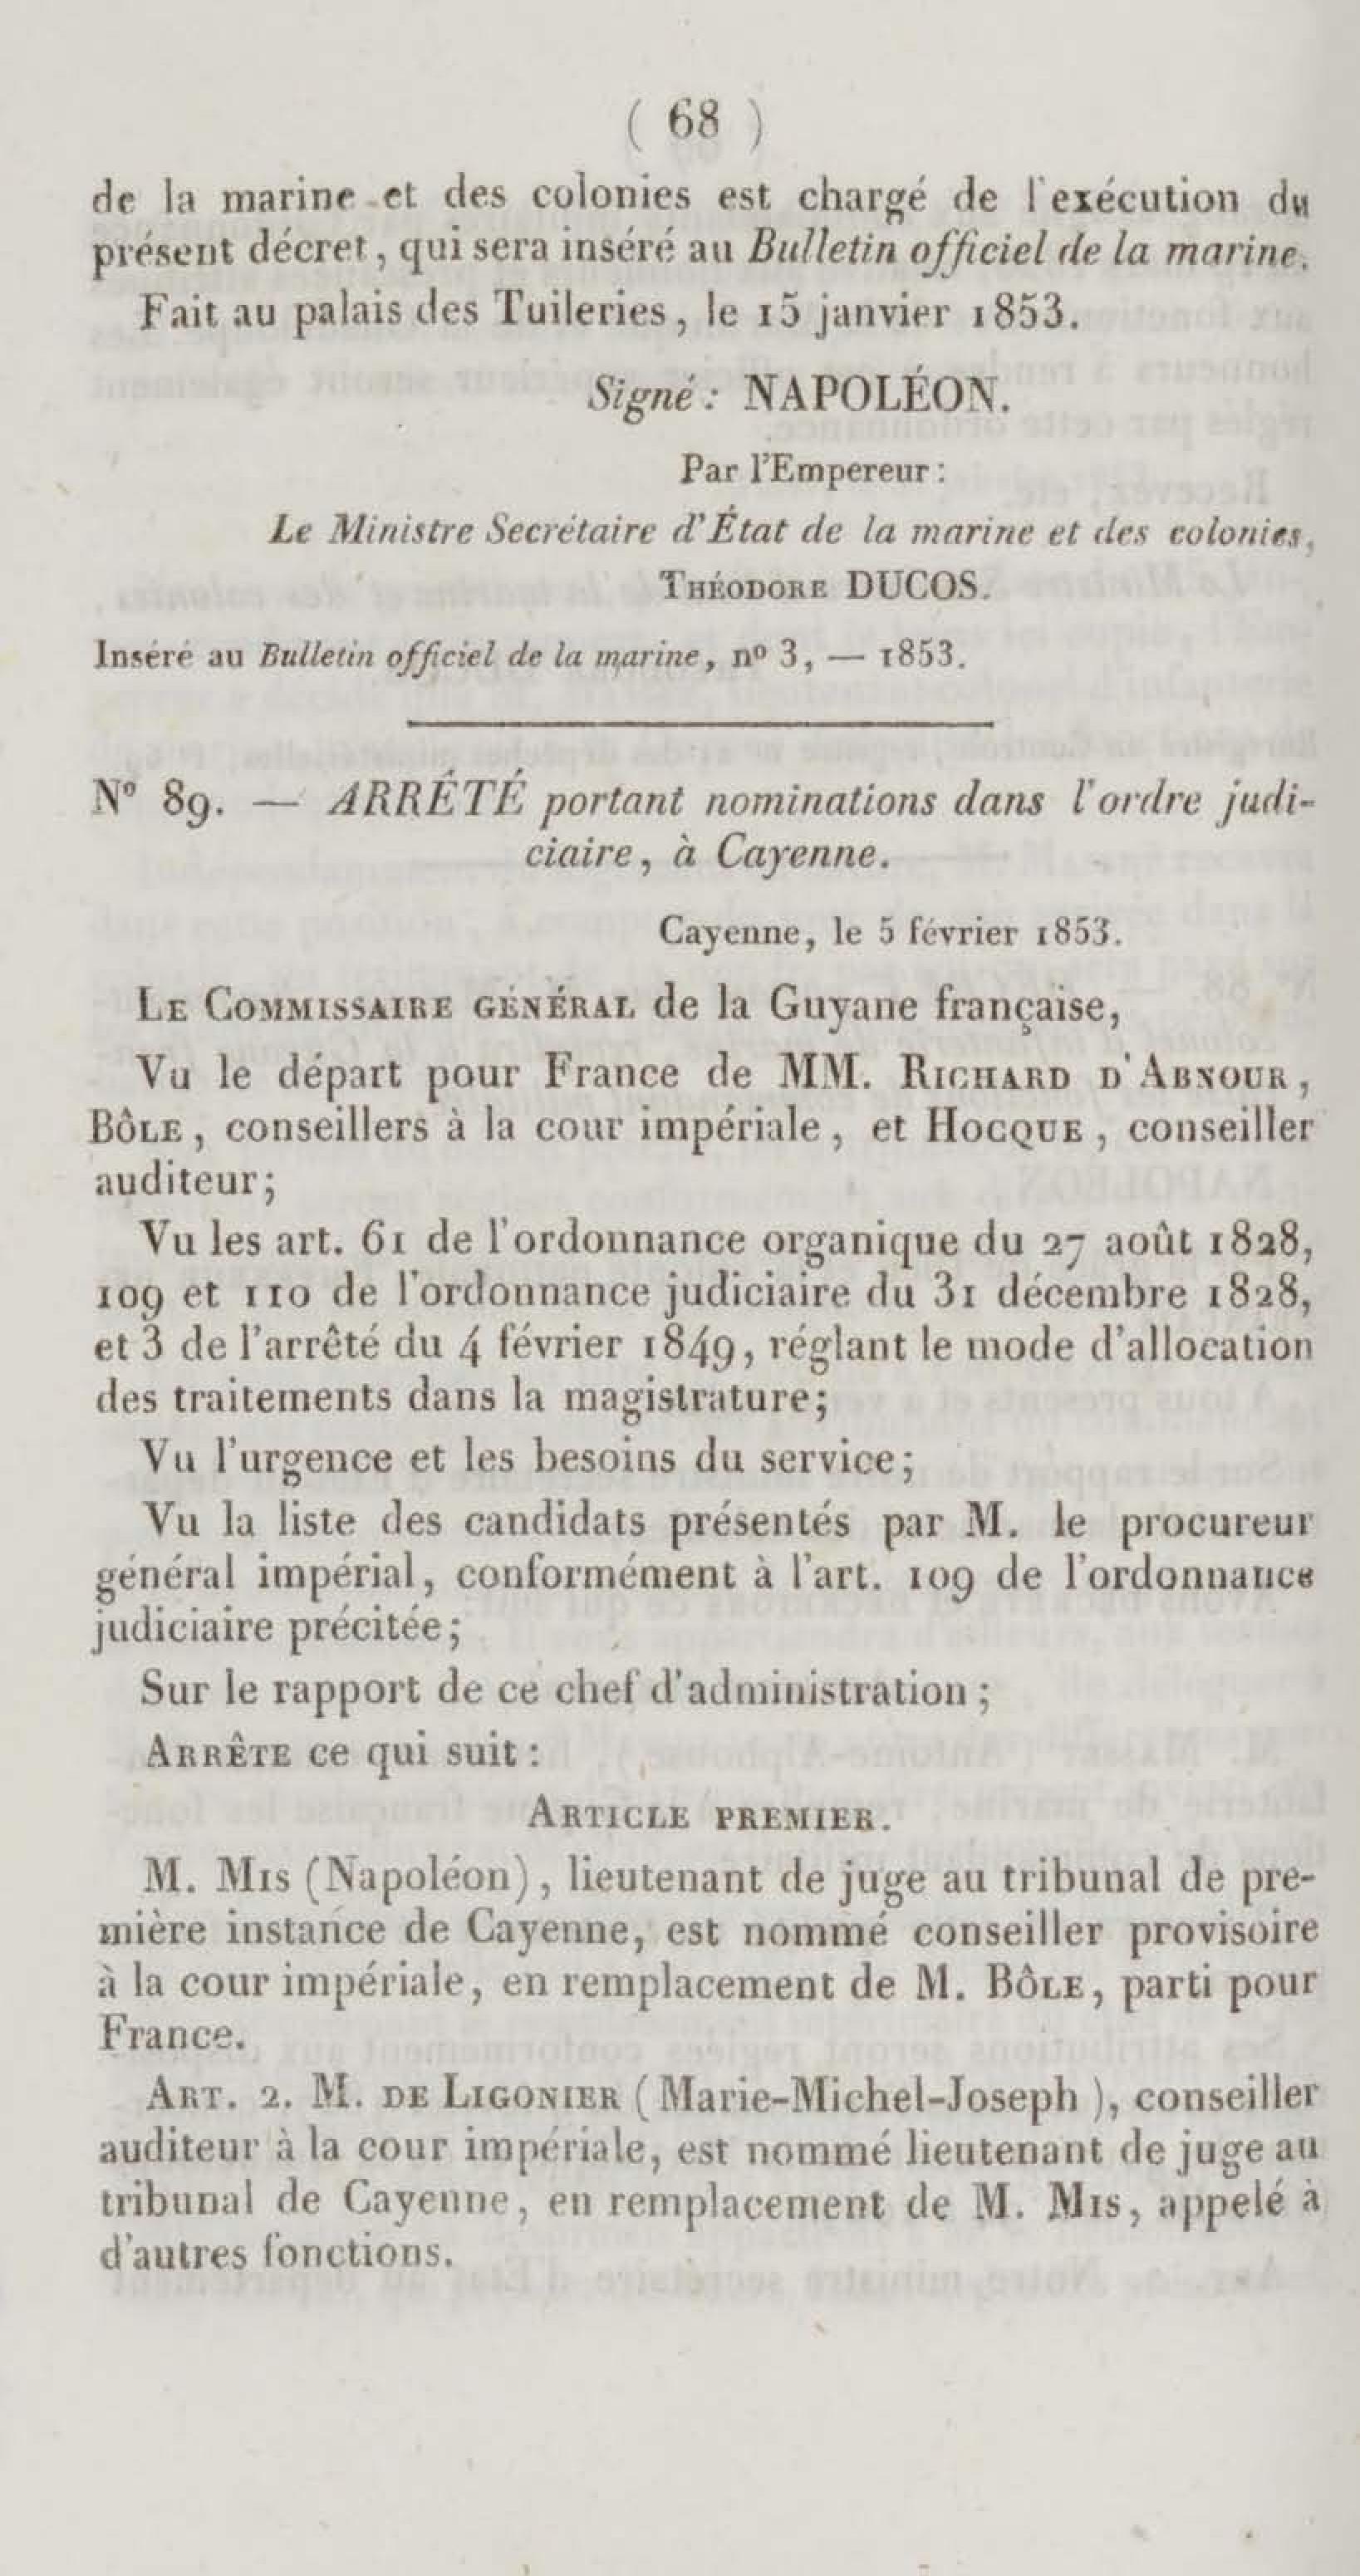 ( 68 )
de la marine et des colonies est chargé de l'exécution du
présent décret, qui sera inséré au Bulletin officiel de la marine.
Fait au palais des Tuileries, le 15 janvier 1853.
Signé : NAPOLÉON.
Par l'Empereur :
Le Ministre Secrétaire d'État de la marine et des colonies,
THÉODORE DUCOS.
Inséré au Bulletin officiel de la marine, nº 3, — 1853.
Nº 89. — ARRÊTÉ portant nominations dans l'ordre judi-
ciaire, à Cayenne.
Cayenne, le 5 février 1853.
LE COMMISSAIRE GÉNÉRAL de la Guyane française,
Vu le départ pour France de MM. RICHARD D'ABNOUR,
BÔLE, conseillers à la cour impériale, et HOCQUE, conseiller
auditeur;
Vu les art. 61 de l'ordonnance organique du 27 août 1828,
109 et 110 de l'ordonnance judiciaire du 31 décembre 1828,
et 3 de l'arrêté du 4 février 1849, réglant le mode d'allocation
des traitements dans la magistrature;
Vu l'urgence et les besoins du service;
Vu la liste des candidats présentés par M. le procureur
général impérial, conformément à l'art. 109 de l'ordonnance
judiciaire précitée;
Sur le rapport de ce chef d'administration;
ARRÊTE ce qui suit :
ARTICLE PREMIER.
M. MIS (Napoléon), lieutenant de juge au tribunal de pre-
mière instance de Cayenne, est nommé conseiller provisoire
à la cour impériale, en remplacement de M. BÔLE, parti pour
France.
ART. 2. M. DE LIGONIER (Marie-Michel-Joseph), conseiller
auditeur à la cour impériale, est nommé lieutenant de juge au
tribunal de Cayenne, en remplacement de M. MIS, appelé à
d'autres fonctions.